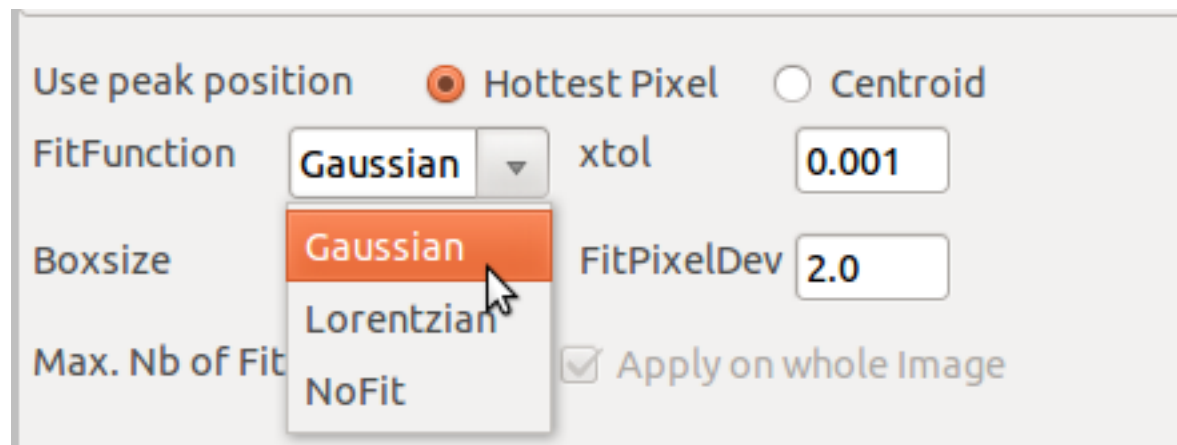 Use peak position Hottest Pixel Centroid
FitFunction Gaussian xtol 0.001
Gaussian
Boxsize FitPixelDev 2.0
Lorentzian
Max. Nb of Fit Apply on whole Image
NoFit